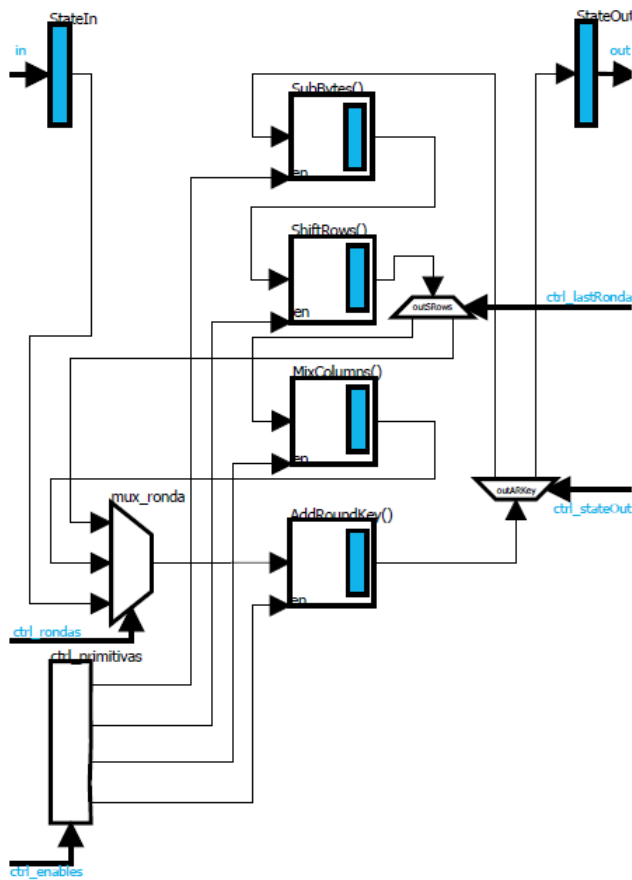 StateIn
StateOut
in
out
SubBytes()
en
ShiftRows()
en
outSRows
ctrl_lastRonda
MixColumns()
en
outARKey
ctrl_stateOut
mux_ronda
AddRoundKey()
en
ctrl_rondas
ctrl_primitivas
ctrl_enables